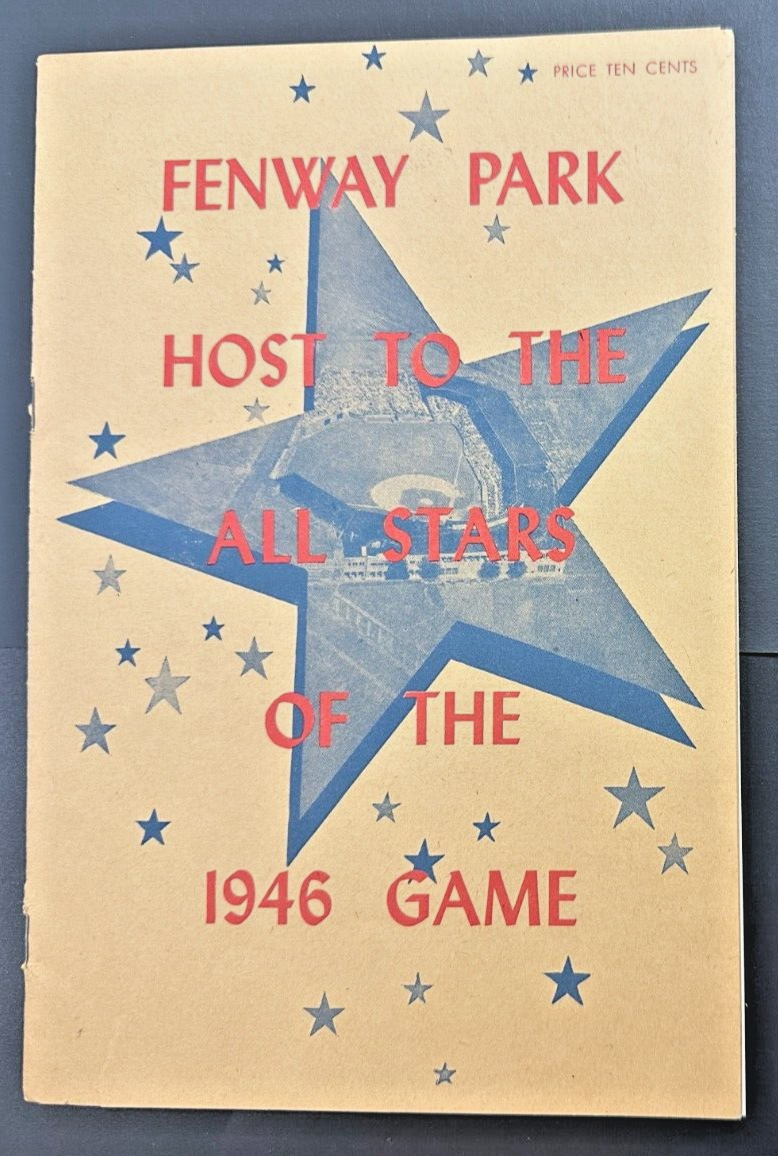 PRICE TEN CENTS
FENWAY PARK
HOST TO THE
ALL STARS
OF THE
1946 GAME